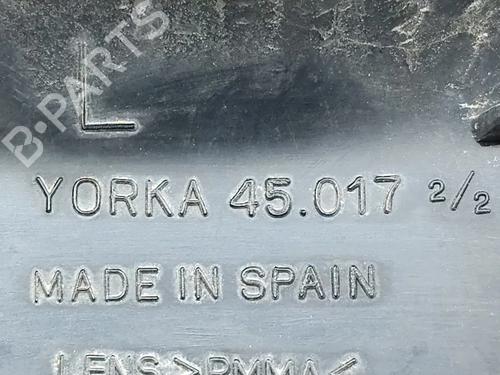 B-PARTS
L
YORKA 45.017 2/2
MADE IN SPAIN
LENS >PMMA<